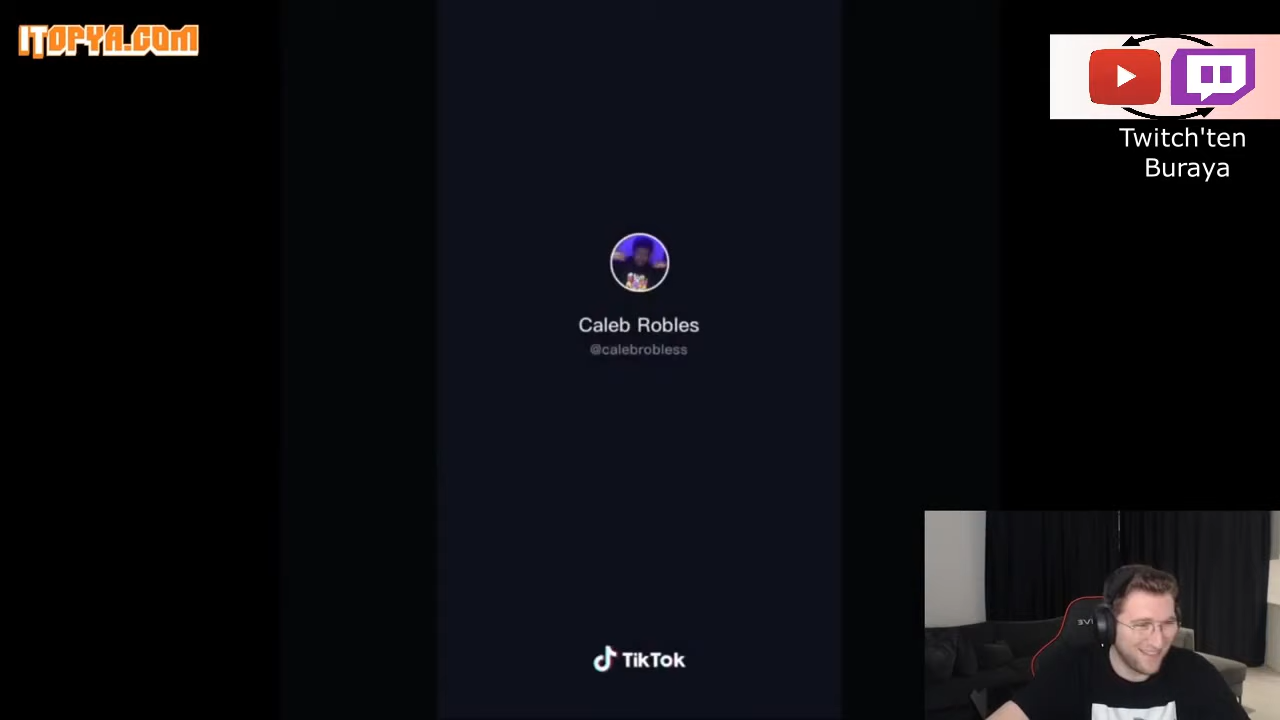 ITOPYA.COM
Twitch'ten
Buraya
Caleb Robles
@calebrobless
TikTok